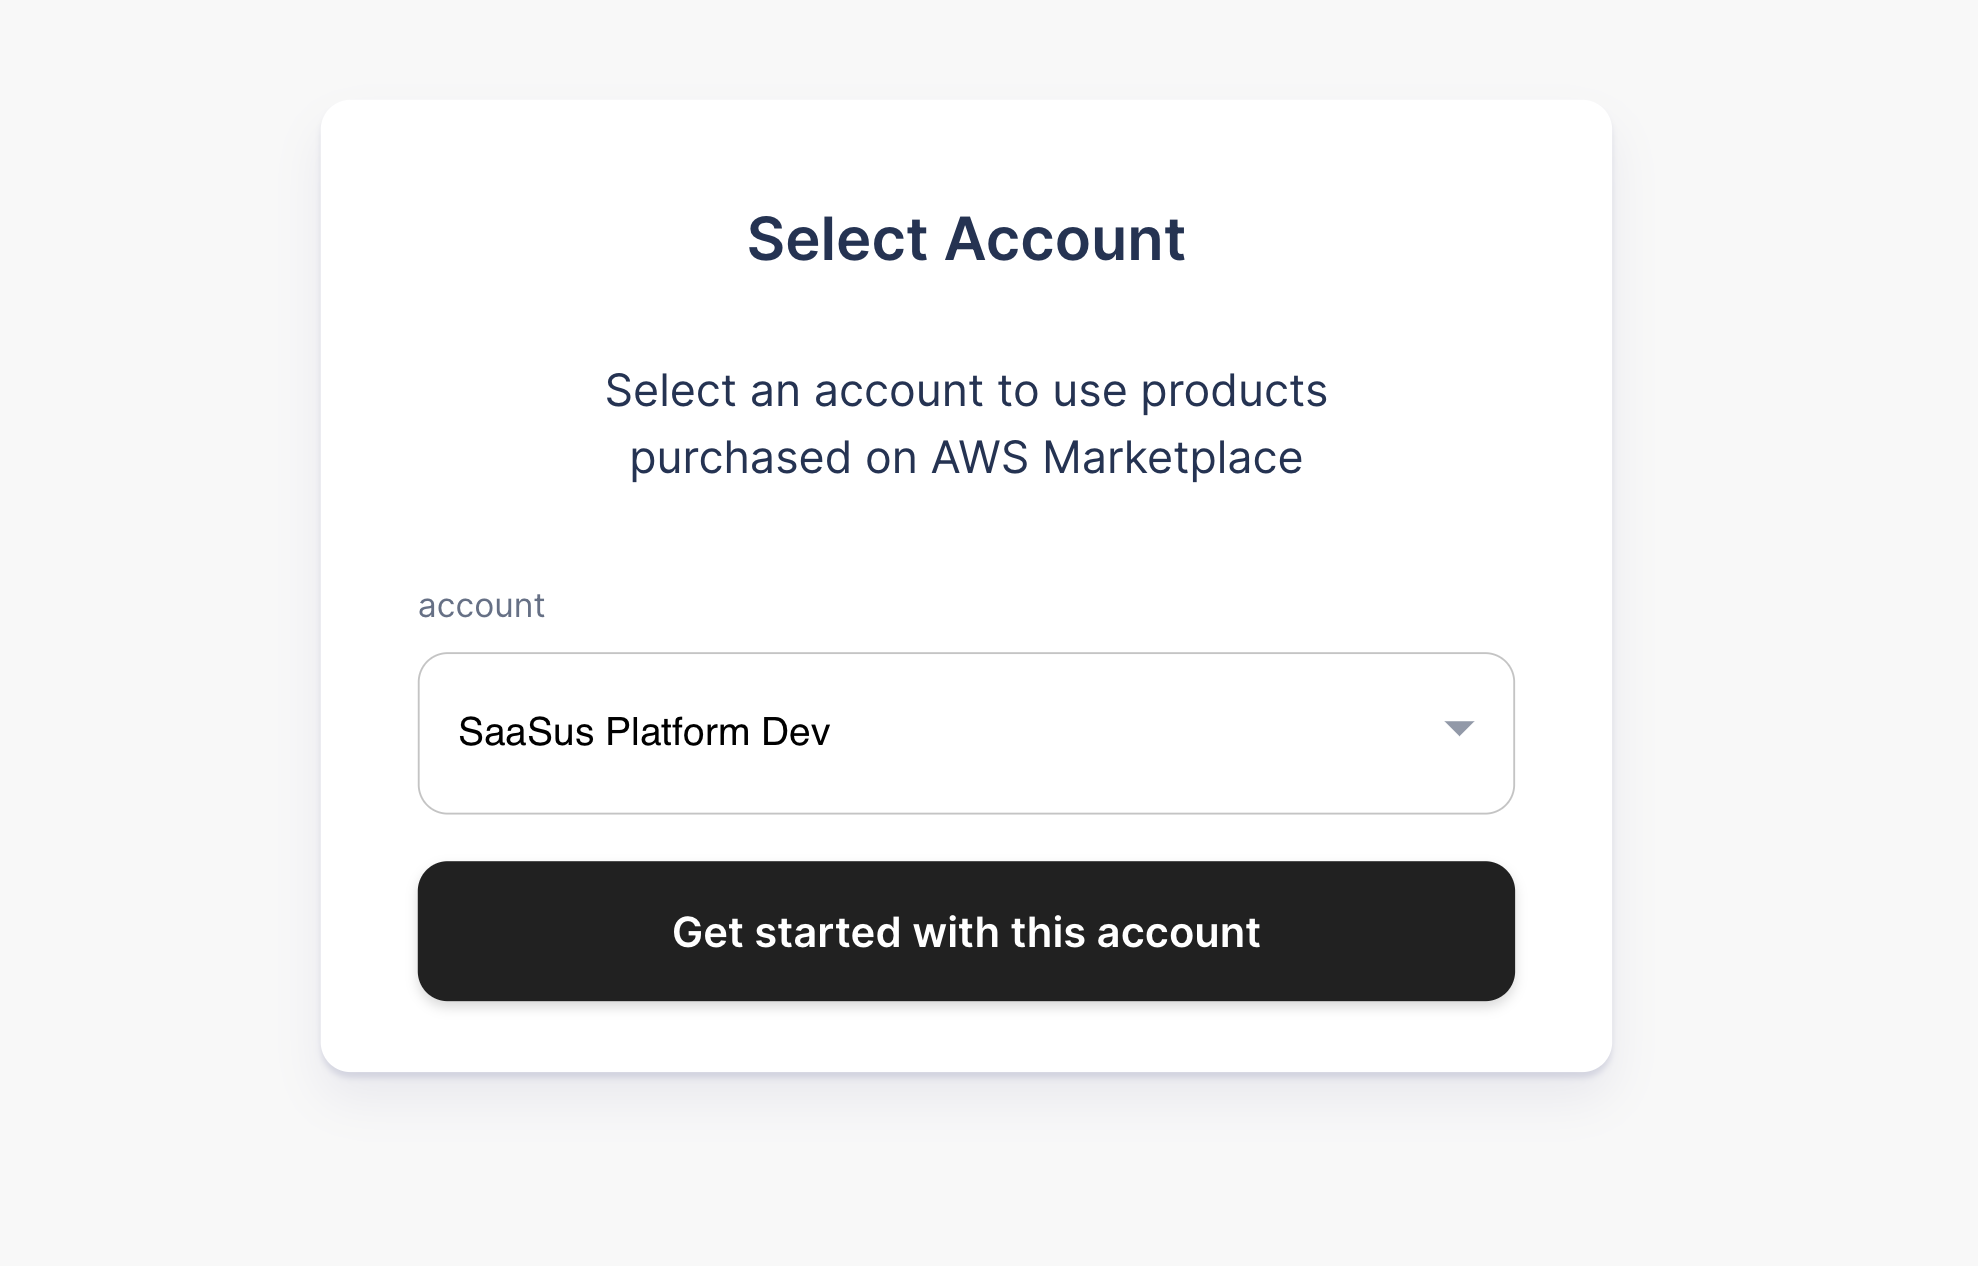 Select Account
Select an account to use products
purchased on AWS Marketplace
account
SaaSus Platform Dev
Get started with this account